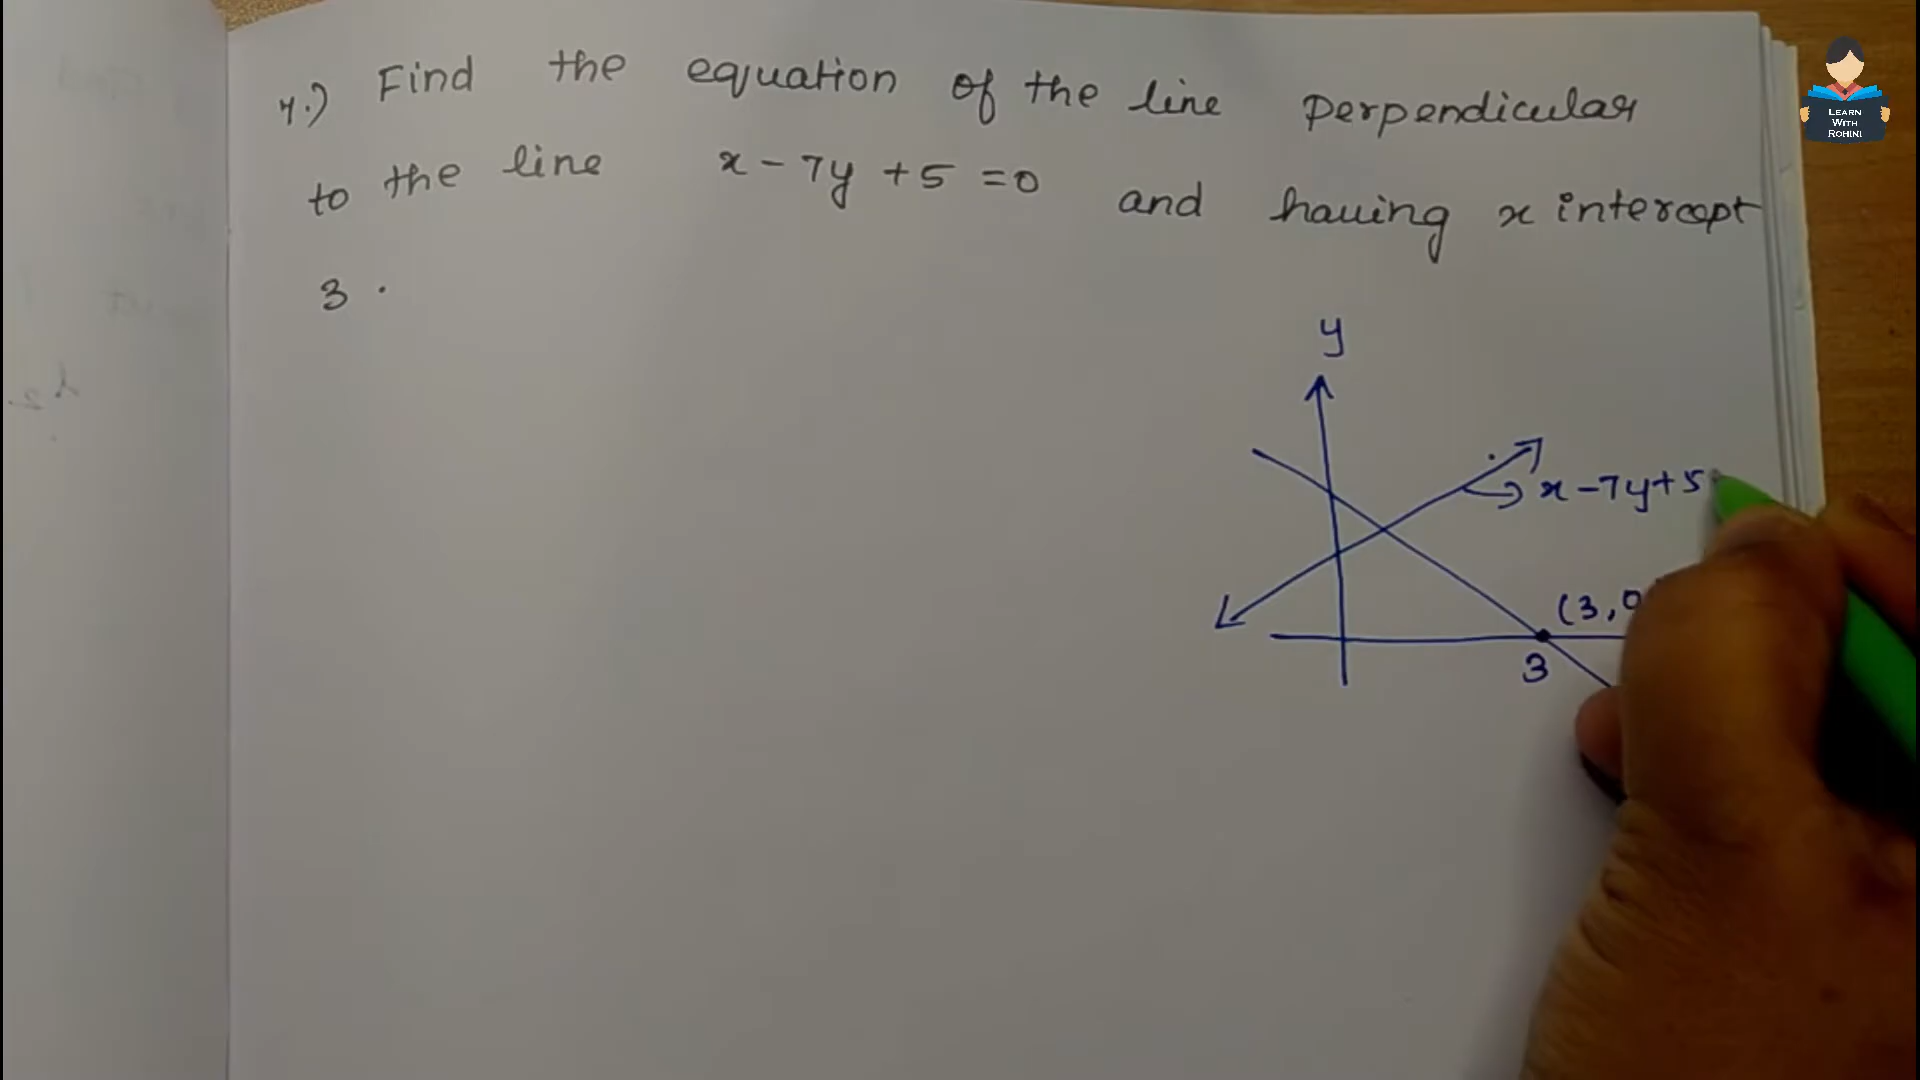 7.) Find the equation of the line perpendicular
to the line x - 7y + 5 = 0 and having x intercept
3 .
y
x - 7y + 5
(3, 0
3
LEARN
WITH
ROHINI